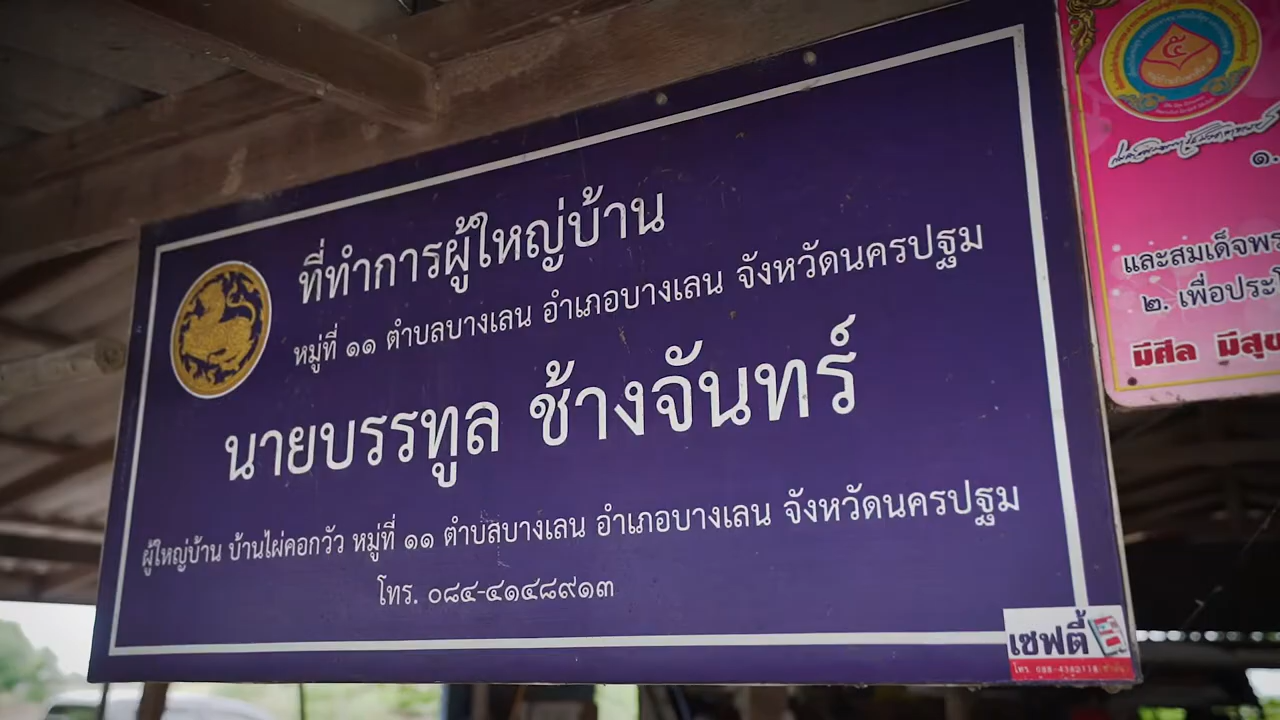 ที่ทำการผู้ใหญ่บ้าน
หมู่ที่ ๑๑ ตำบลบางเลน อำเภอบางเลน จังหวัดนครปฐม
นายบรรทูล ช้างจันทร์
ผู้ใหญ่บ้าน บ้านไผ่คอกวัว หมู่ที่ ๑๑ ตำบลบางเลน อำเภอบางเลน จังหวัดนครปฐม
โทร. ๐๘๔-๔๑๔๘๙๑๓
เซฟตี้
โทร. 088-4382118
๕
๑.
และสมเด็จพร
๒. เพื่อประโ
มีศีล มีสุข